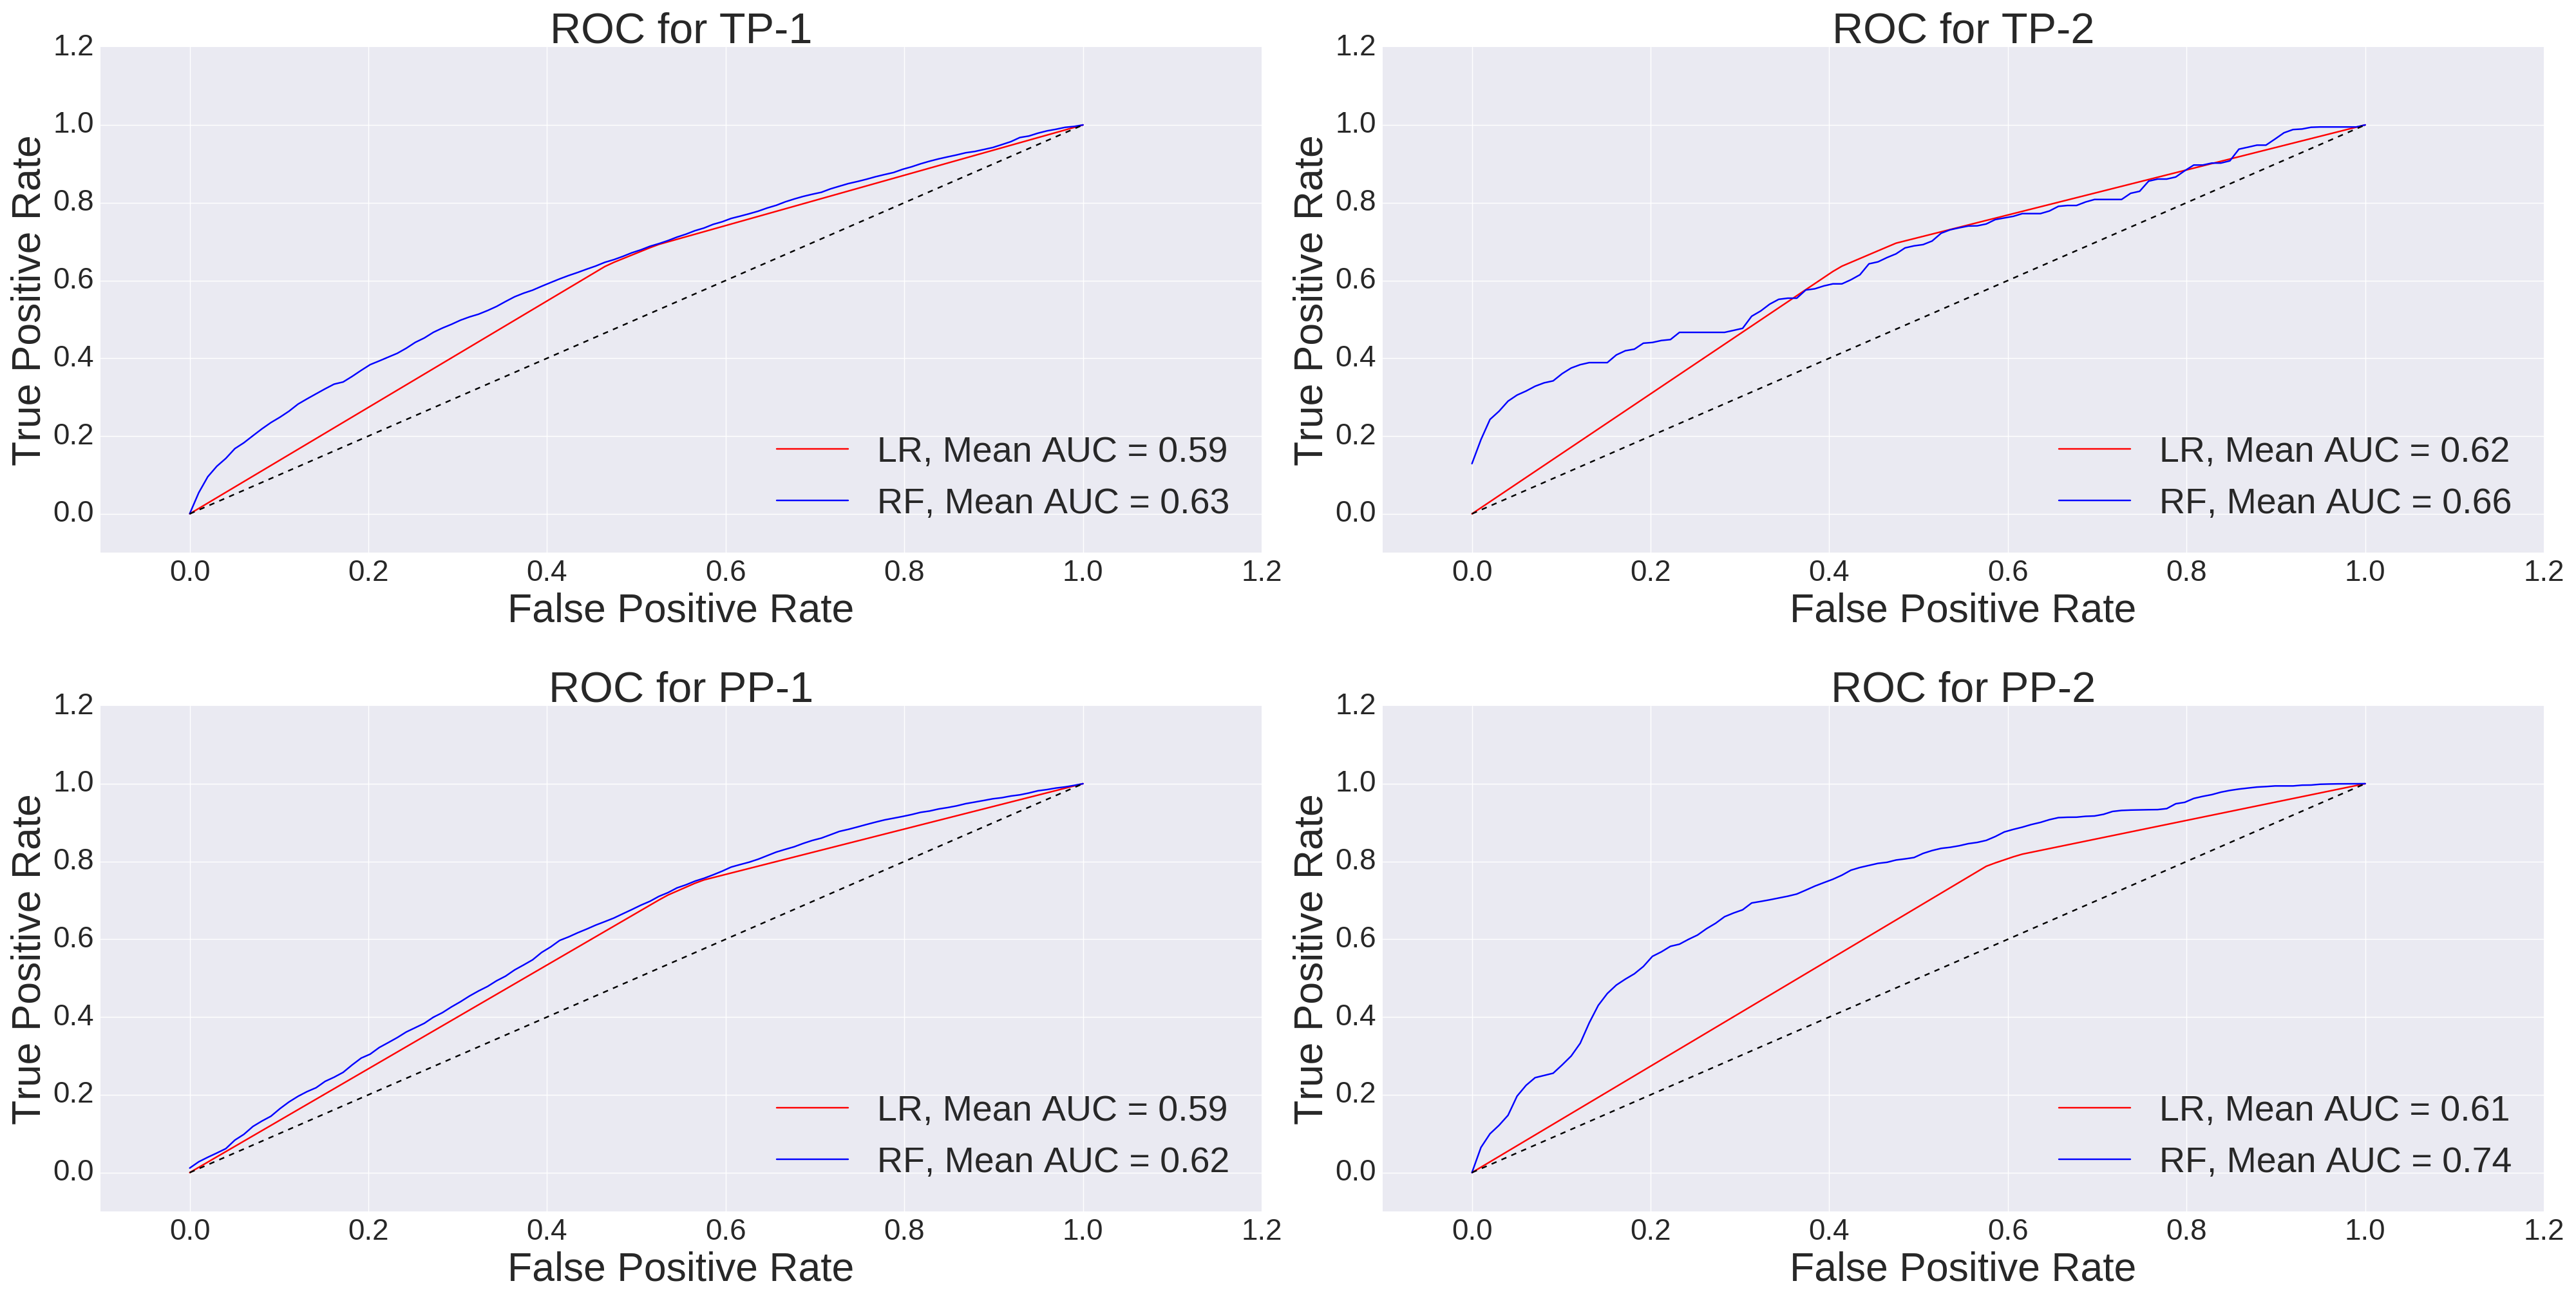 ROC for TP-1
1.2
1.0
0.8
0.6
0.4
0.2
0.0
True Positive Rate
LR, Mean AUC = 0.59
RF, Mean AUC = 0.63
0.0 0.2 0.4 0.6 0.8 1.0 1.2
False Positive Rate
ROC for TP-2
1.2
1.0
0.8
0.6
0.4
0.2
0.0
True Positive Rate
LR, Mean AUC = 0.62
RF, Mean AUC = 0.66
0.0 0.2 0.4 0.6 0.8 1.0 1.2
False Positive Rate
ROC for PP-1
1.2
1.0
0.8
0.6
0.4
0.2
0.0
True Positive Rate
LR, Mean AUC = 0.59
RF, Mean AUC = 0.62
0.0 0.2 0.4 0.6 0.8 1.0 1.2
False Positive Rate
ROC for PP-2
1.2
1.0
0.8
0.6
0.4
0.2
0.0
True Positive Rate
LR, Mean AUC = 0.61
RF, Mean AUC = 0.74
0.0 0.2 0.4 0.6 0.8 1.0 1.2
False Positive Rate